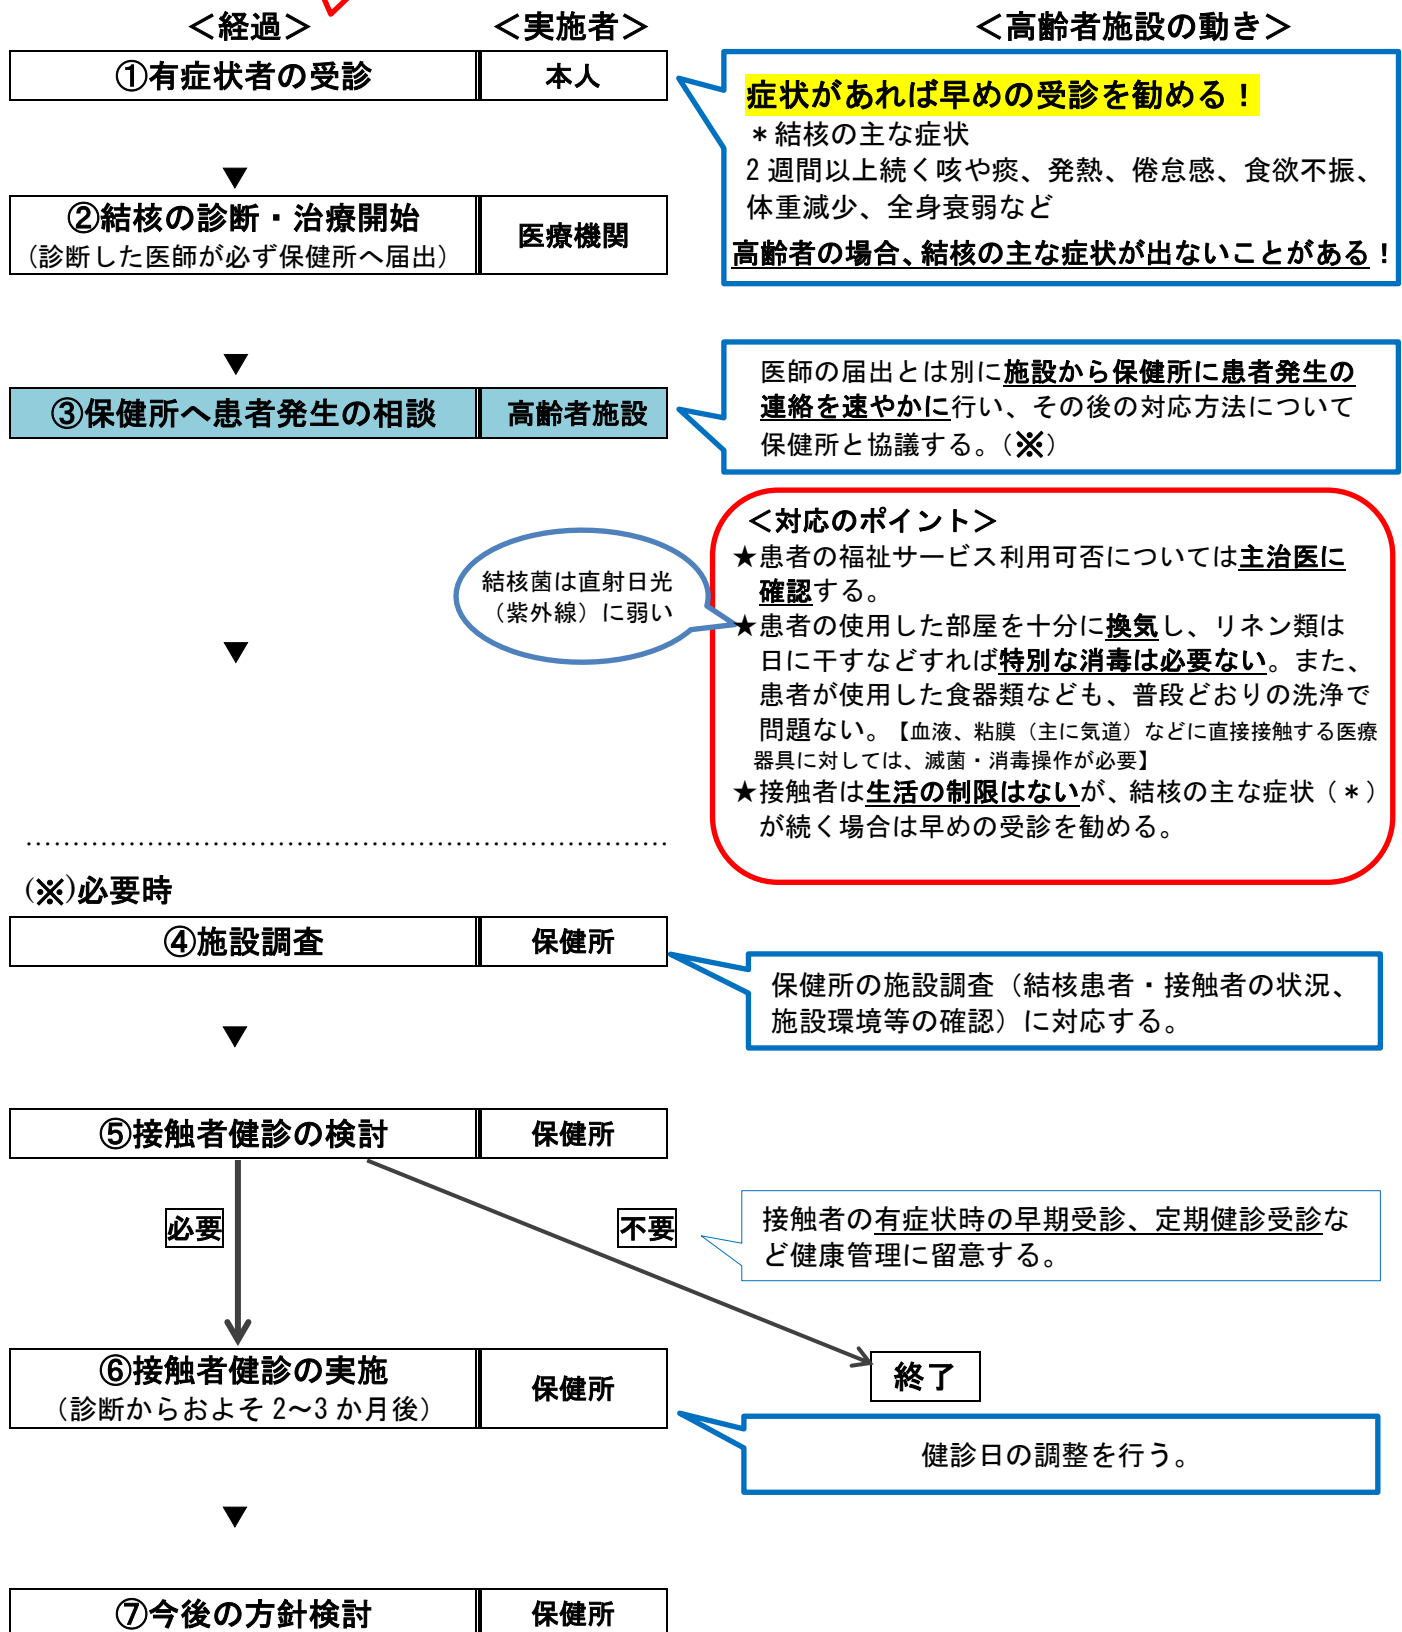 ＜経過＞
＜実施者＞
＜高齢者施設の動き＞
①有症状者の受診
本人
症状があれば早めの受診を勧める！
＊結核の主な症状
2週間以上続く咳や痰、発熱、倦怠感、食欲不振、
体重減少、全身衰弱など
高齢者の場合、結核の主な症状が出ないことがある！
▼
②結核の診断・治療開始
（診断した医師が必ず保健所へ届出）
医療機関
▼
③保健所へ患者発生の相談
高齢者施設
医師の届出とは別に施設から保健所に患者発生の
連絡を速やかに行い、その後の対応方法について
保健所と協議する。（※）
＜対応のポイント＞
★患者の福祉サービス利用可否については主治医に
確認する。
★患者の使用した部屋を十分に換気し、リネン類は
日に干すなどすれば特別な消毒は必要ない。また、
患者が使用した食器類なども、普段どおりの洗浄で
問題ない。【血液、粘膜（主に気道）などに直接接触する医療
器具に対しては、滅菌・消毒操作が必要】
★接触者は生活の制限はないが、結核の主な症状（＊）
が続く場合は早めの受診を勧める。
結核菌は直射日光
（紫外線）に弱い
▼
(※)必要時
④施設調査
保健所
保健所の施設調査（結核患者・接触者の状況、
施設環境等の確認）に対応する。
▼
⑤接触者健診の検討
保健所
必要
不要
接触者の有症状時の早期受診、定期健診受診な
ど健康管理に留意する。
⑥接触者健診の実施
（診断からおよそ2～3か月後）
保健所
終了
健診日の調整を行う。
▼
⑦今後の方針検討
保健所